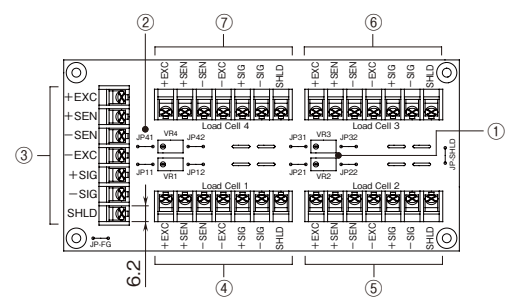 ② ⑦ ⑥
+EXC +SEN −SEN −EXC +SIG −SIG SHLD
+EXC +SEN −SEN −EXC +SIG −SIG SHLD
Load Cell 4
Load Cell 3
①
③
+EXC
+SEN
−SEN
−EXC
+SIG
−SIG
SHLD
JP41 VR4 JP42
JP31 VR3 JP32
JP11 VR1 JP12
JP21 VR2 JP22
JP-SHLD
Load Cell 1
Load Cell 2
+EXC +SEN −SEN −EXC +SIG −SIG SHLD
+EXC +SEN −SEN −EXC +SIG −SIG SHLD
JP-FG
6.2
④ ⑤